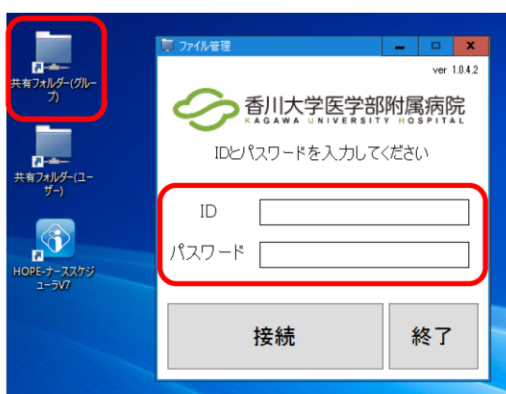 共有フォルダー(グルー
プ)
共有フォルダー(ユー
ザー)
HOPE-ナーススケジ
ューラV7
ファイル管理
ver 1.0.4.2
香川大学医学部附属病院
KAGAWA UNIVERSITY HOSPITAL
IDとパスワードを入力してください
ID
パスワード
接続
終了